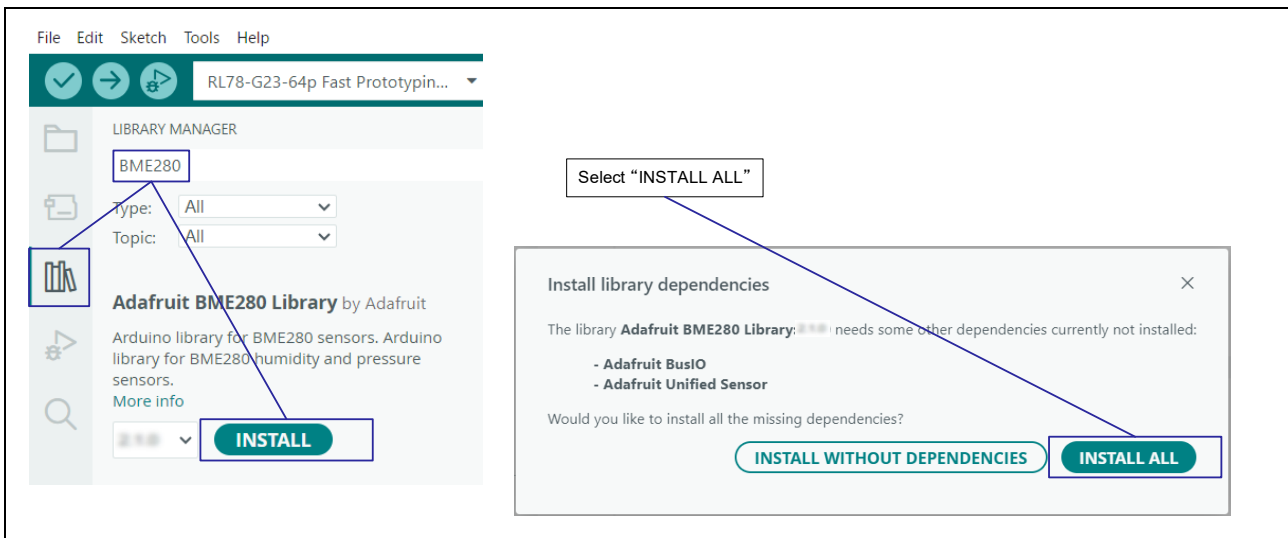 File Edit Sketch Tools Help
RL78-G23-64p Fast Prototypin...
LIBRARY MANAGER
BME280
Type: All
Topic: All
Adafruit BME280 Library by Adafruit
Arduino library for BME280 sensors. Arduino
library for BME280 humidity and pressure
sensors.
More info
INSTALL
Select “INSTALL ALL”
Install library dependencies
The library Adafruit BME280 Library: needs some other dependencies currently not installed:
- Adafruit BusIO
- Adafruit Unified Sensor
Would you like to install all the missing dependencies?
INSTALL WITHOUT DEPENDENCIES INSTALL ALL